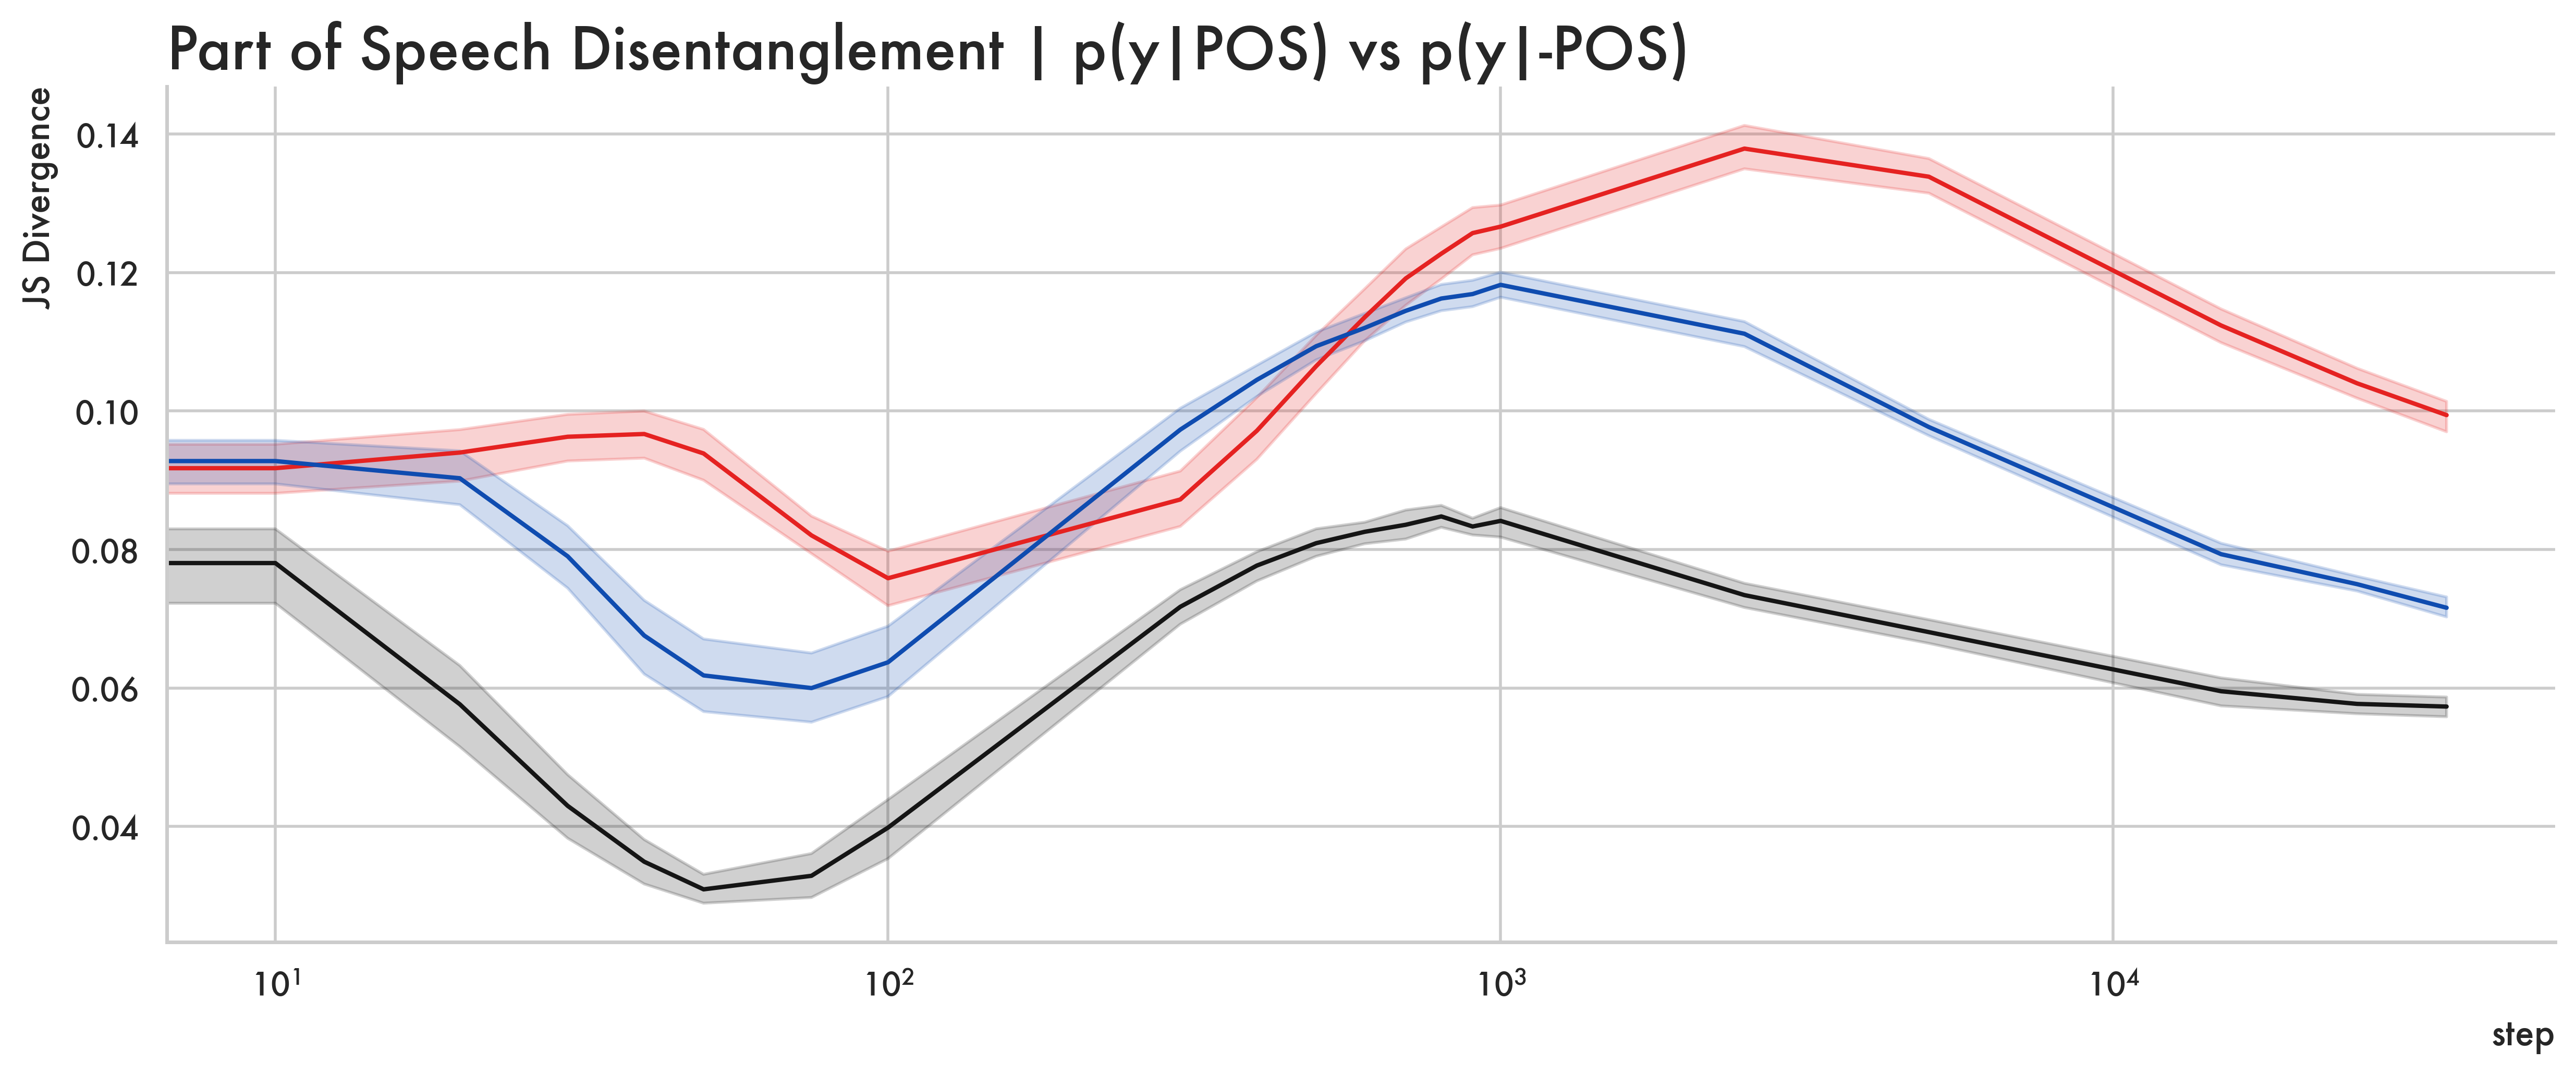 Part of Speech Disentanglement | p(y|POS) vs p(y|-POS)
JS Divergence
0.14
0.12
0.10
0.08
0.06
0.04
10¹ 10² 10³ 10⁴
step